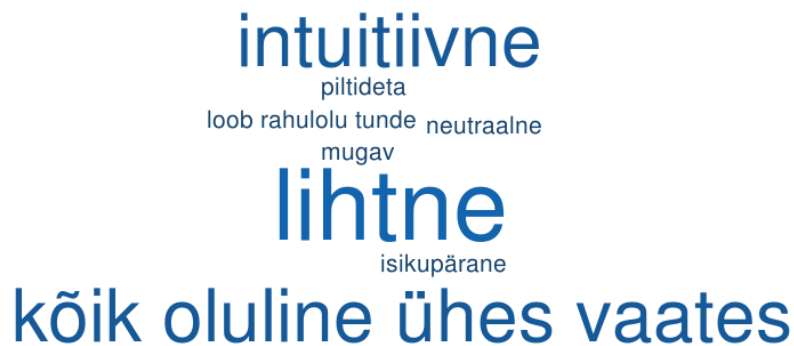 intuitiivne
piltideta
loob rahulolu tunde neutraalne
mugav
lihtne
isikupärane
kõik oluline ühes vaates